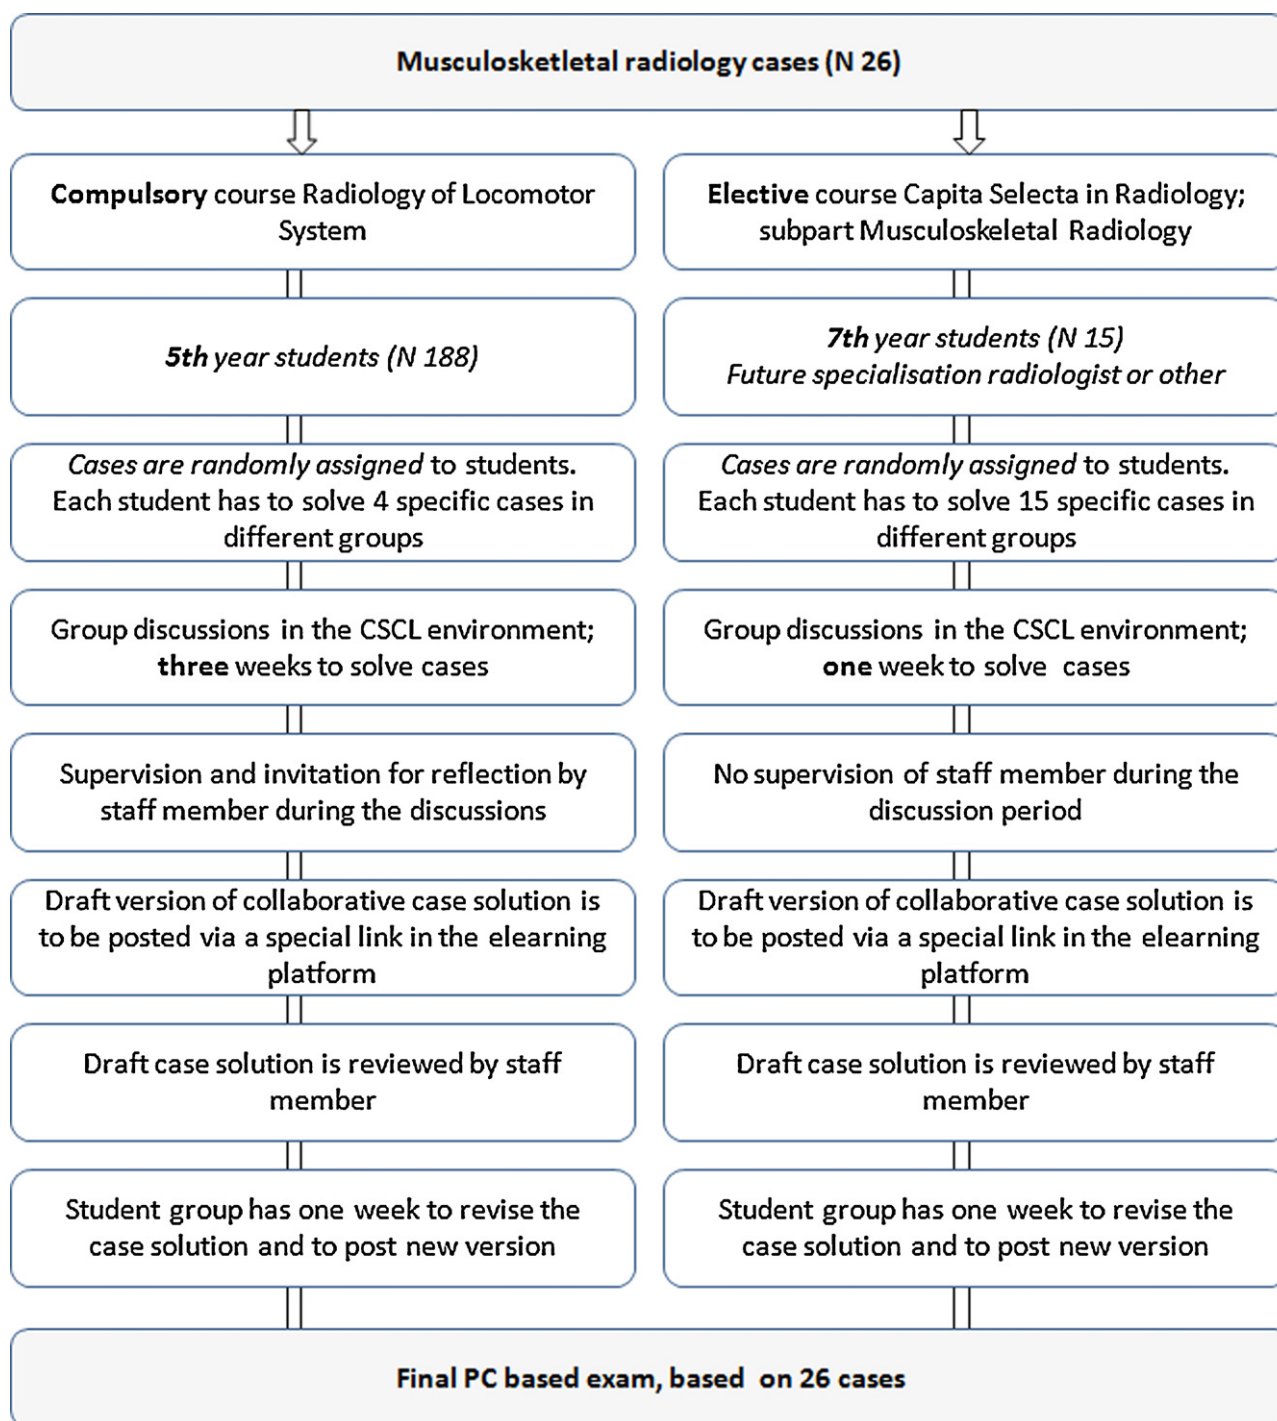 Musculosketletal radiology cases (N 26)
Compulsory course Radiology of Locomotor
System
5th year students (N 188)
Cases are randomly assigned to students.
Each student has to solve 4 specific cases in
different groups
Group discussions in the CSCL environment;
three weeks to solve cases
Supervision and invitation for reflection by
staff member during the discussions
Draft version of collaborative case solution is
to be posted via a special link in the elearning
platform
Draft case solution is reviewed by staff
member
Student group has one week to revise the
case solution and to post new version
Elective course Capita Selecta in Radiology;
subpart Musculoskeletal Radiology
7th year students (N 15)
Future specialisation radiologist or other
Cases are randomly assigned to students.
Each student has to solve 15 specific cases in
different groups
Group discussions in the CSCL environment;
one week to solve cases
No supervision of staff member during the
discussion period
Draft version of collaborative case solution is
to be posted via a special link in the elearning
platform
Draft case solution is reviewed by staff
member
Student group has one week to revise the
case solution and to post new version
Final PC based exam, based on 26 cases